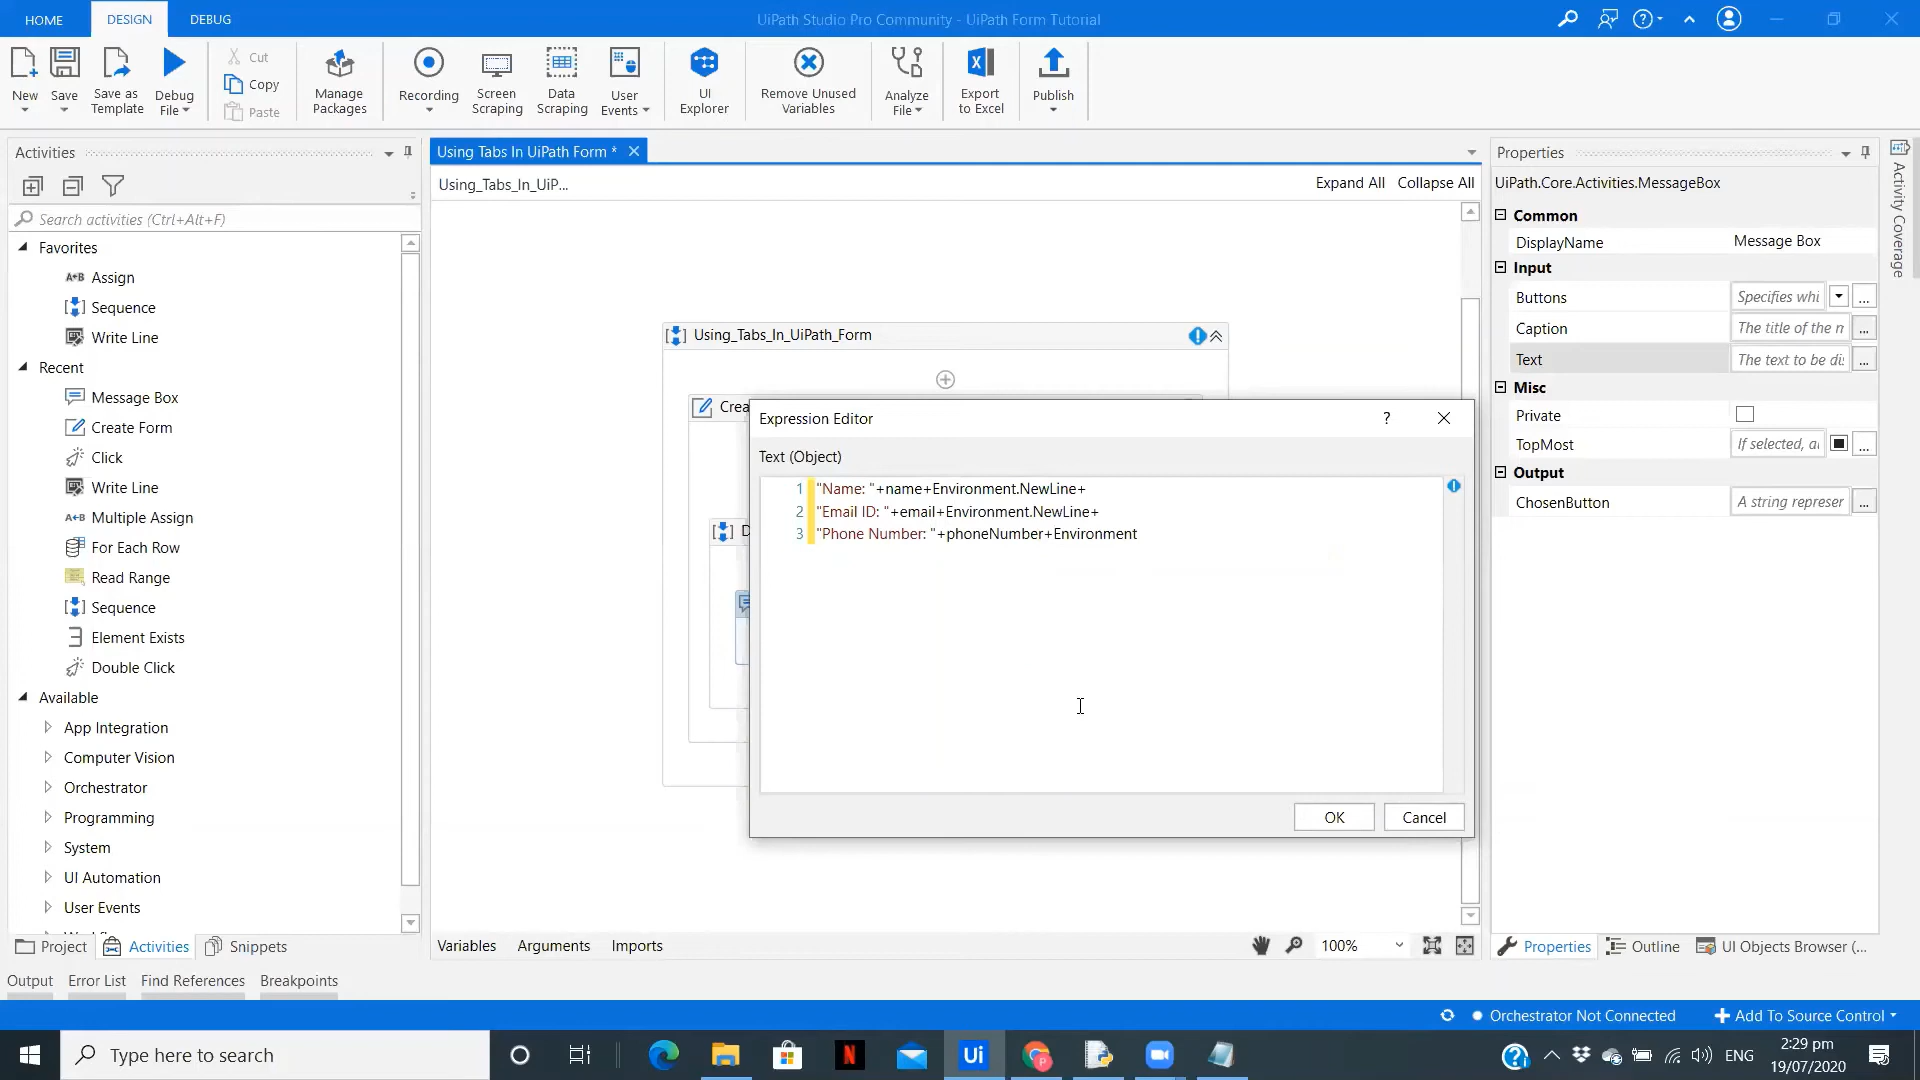 HOME
DESIGN
DEBUG
UiPath Studio Pro Community - UiPath Form Tutorial
New
Save
Save as
Template
Debug
File
Cut
Copy
Paste
Manage
Packages
Recording
Screen
Scraping
Data
Scraping
User
Events
UI
Explorer
Remove Unused
Variables
Analyze
File
Export
to Excel
Publish
Activities
Search activities (Ctrl+Alt+F)
Favorites
Assign
Sequence
Write Line
Recent
Message Box
Create Form
Click
Write Line
Multiple Assign
For Each Row
Read Range
Sequence
Element Exists
Double Click
Available
App Integration
Computer Vision
Orchestrator
Programming
System
UI Automation
User Events
Project
Activities
Snippets
Using Tabs In UiPath Form *
Using_Tabs_In_UiP...
Expand All
Collapse All
Using_Tabs_In_UiPath_Form
Crea
D
Expression Editor
?
Text (Object)
1 "Name: "+name+Environment.NewLine+
2 "Email ID: "+email+Environment.NewLine+
3 "Phone Number: "+phoneNumber+Environment
OK
Cancel
Variables
Arguments
Imports
100%
Properties
UiPath.Core.Activities.MessageBox
Common
DisplayName
Message Box
Input
Buttons
Specifies whi
...
Caption
The title of the m
...
Text
The text to be di
...
Misc
Private
TopMost
If selected, a
...
Output
ChosenButton
A string represer
...
Activity Coverage
Properties
Outline
UI Objects Browser (...
Output
Error List
Find References
Breakpoints
Orchestrator Not Connected
Add To Source Control
Type here to search
Ui
ENG
2:29 pm
19/07/2020